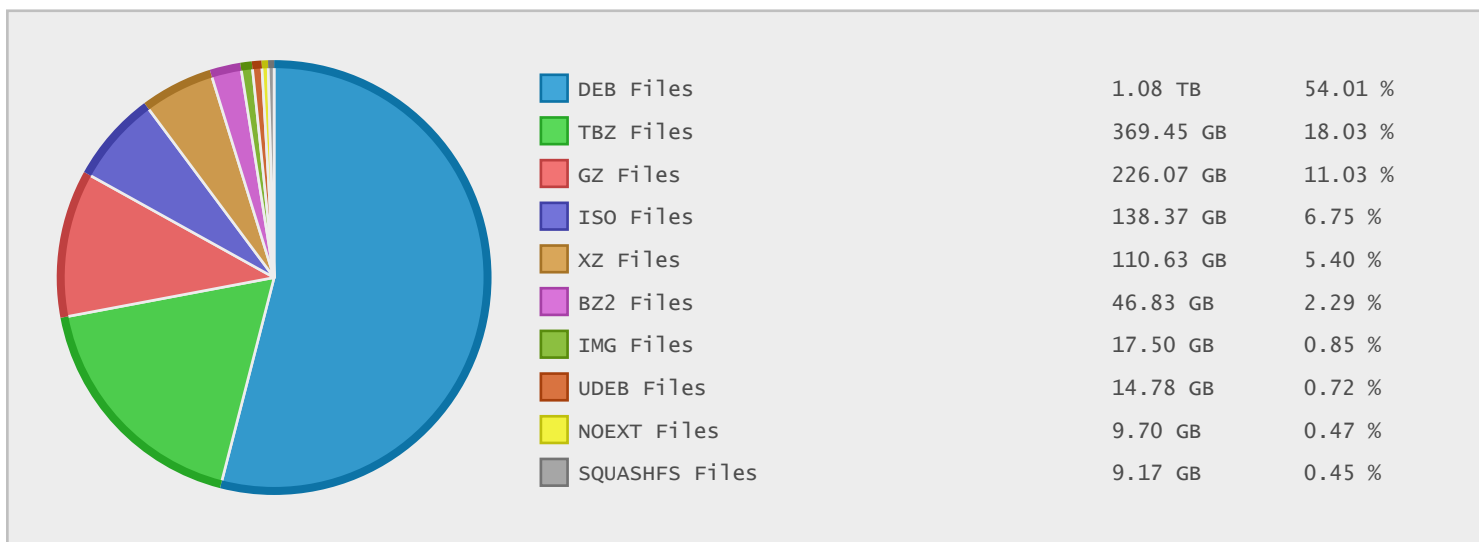 DEB Files 1.08 TB 54.01 %
TBZ Files 369.45 GB 18.03 %
GZ Files 226.07 GB 11.03 %
ISO Files 138.37 GB 6.75 %
XZ Files 110.63 GB 5.40 %
BZ2 Files 46.83 GB 2.29 %
IMG Files 17.50 GB 0.85 %
UDEB Files 14.78 GB 0.72 %
NOEXT Files 9.70 GB 0.47 %
SQUASHFS Files 9.17 GB 0.45 %